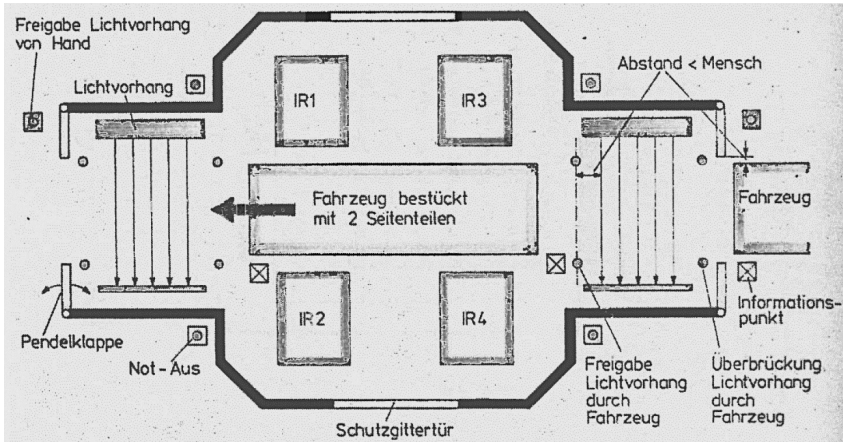 Freigabe Lichtvorhang
von Hand
Lichtvorhang
IR1
IR3
Abstand < Mensch
Fahrzeug bestückt
mit 2 Seitenteilen
Fahrzeug
IR2
IR4
Pendelklappe
Not-Aus
Schutzgittertür
Freigabe
Lichtvorhang
durch
Fahrzeug
Überbrückung
Lichtvorhang
durch
Fahrzeug
Informations-
punkt